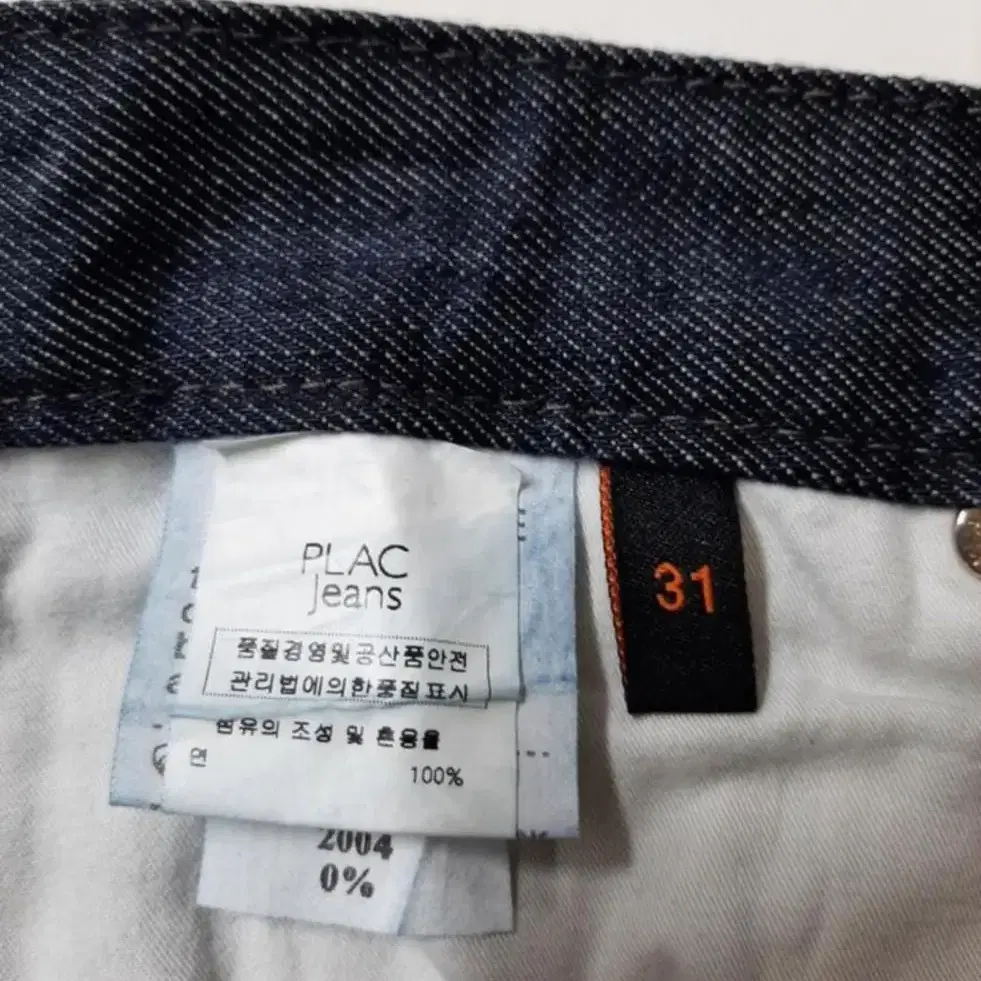 PLAC
Jeans
품질경영및공산품안전
관리법에의한품질표시
섬유의 조성 및 혼용율
면 100%
2004
0%
31